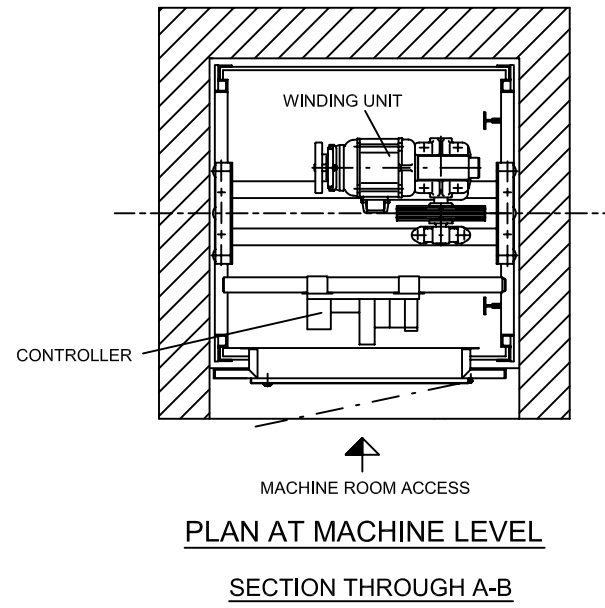 WINDING UNIT
CONTROLLER
MACHINE ROOM ACCESS
PLAN AT MACHINE LEVEL
SECTION THROUGH A-B